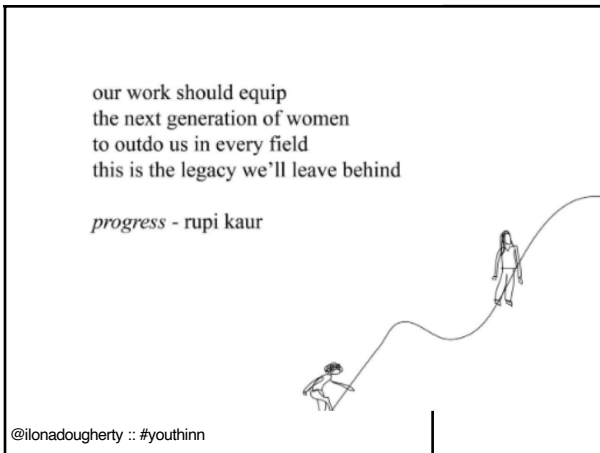 our work should equip
the next generation of women
to outdo us in every field
this is the legacy we'll leave behind
progress - rupi kaur
@ilonadougherty :: #youthinn